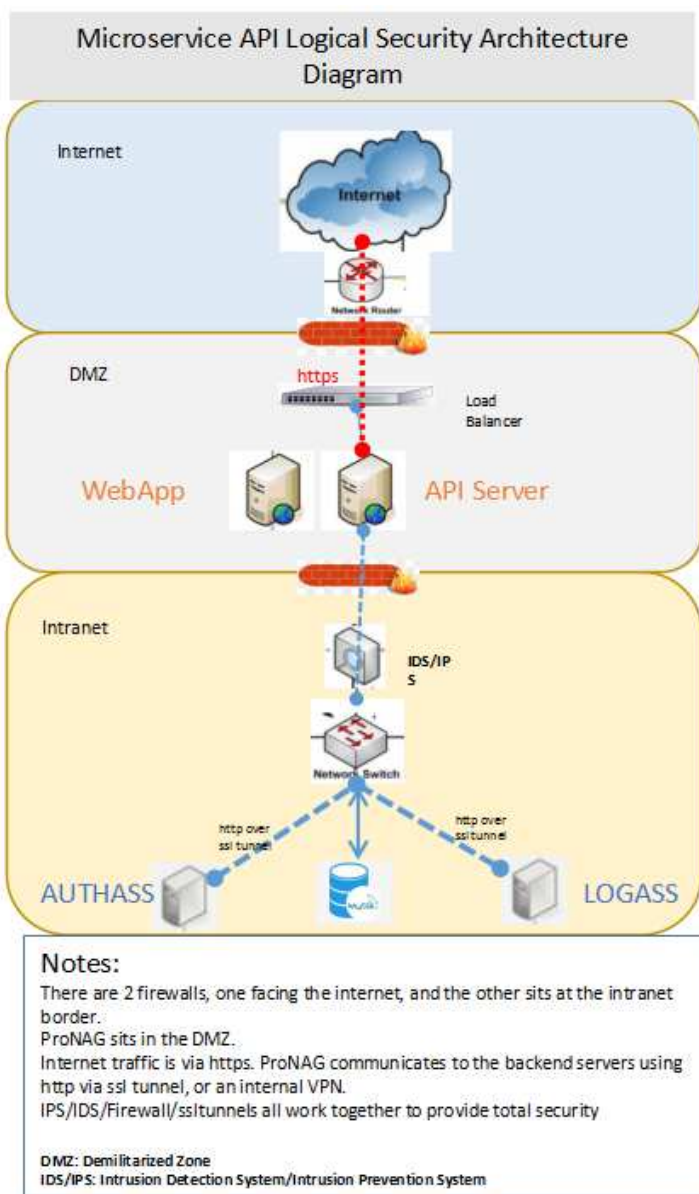 Microservice API Logical Security Architecture
Diagram
Internet
Internet
Network Router
DMZ
https
Load
Balancer
WebApp
API Server
Intranet
IDS/IP
S
Network Switch
http over
ssl tunnel
http over
ssl tunnel
AUTHASS
LOGASS
Notes:
There are 2 firewalls, one facing the internet, and the other sits at the intranet
border.
ProNAG sits in the DMZ.
Internet traffic is via https. ProNAG communicates to the backend servers using
http via ssl tunnel, or an internal VPN.
IPS/IDS/Firewall/ssltunnels all work together to provide total security
DMZ: Demilitarized Zone
IDS/IPS: Intrusion Detection System/Intrusion Prevention System